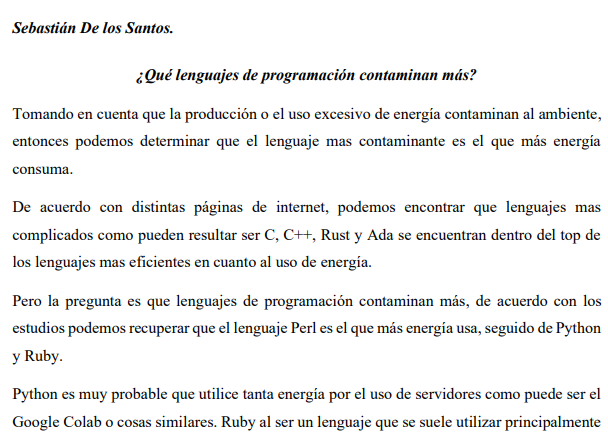 Sebastián De los Santos.
¿Qué lenguajes de programación contaminan más?
Tomando en cuenta que la producción o el uso excesivo de energía contaminan al ambiente,
entonces podemos determinar que el lenguaje mas contaminante es el que más energía
consuma.
De acuerdo con distintas páginas de internet, podemos encontrar que lenguajes mas
complicados como pueden resultar ser C, C++, Rust y Ada se encuentran dentro del top de
los lenguajes mas eficientes en cuanto al uso de energía.
Pero la pregunta es que lenguajes de programación contaminan más, de acuerdo con los
estudios podemos recuperar que el lenguaje Perl es el que más energía usa, seguido de Python
y Ruby.
Python es muy probable que utilice tanta energía por el uso de servidores como puede ser el
Google Colab o cosas similares. Ruby al ser un lenguaje que se suele utilizar principalmente